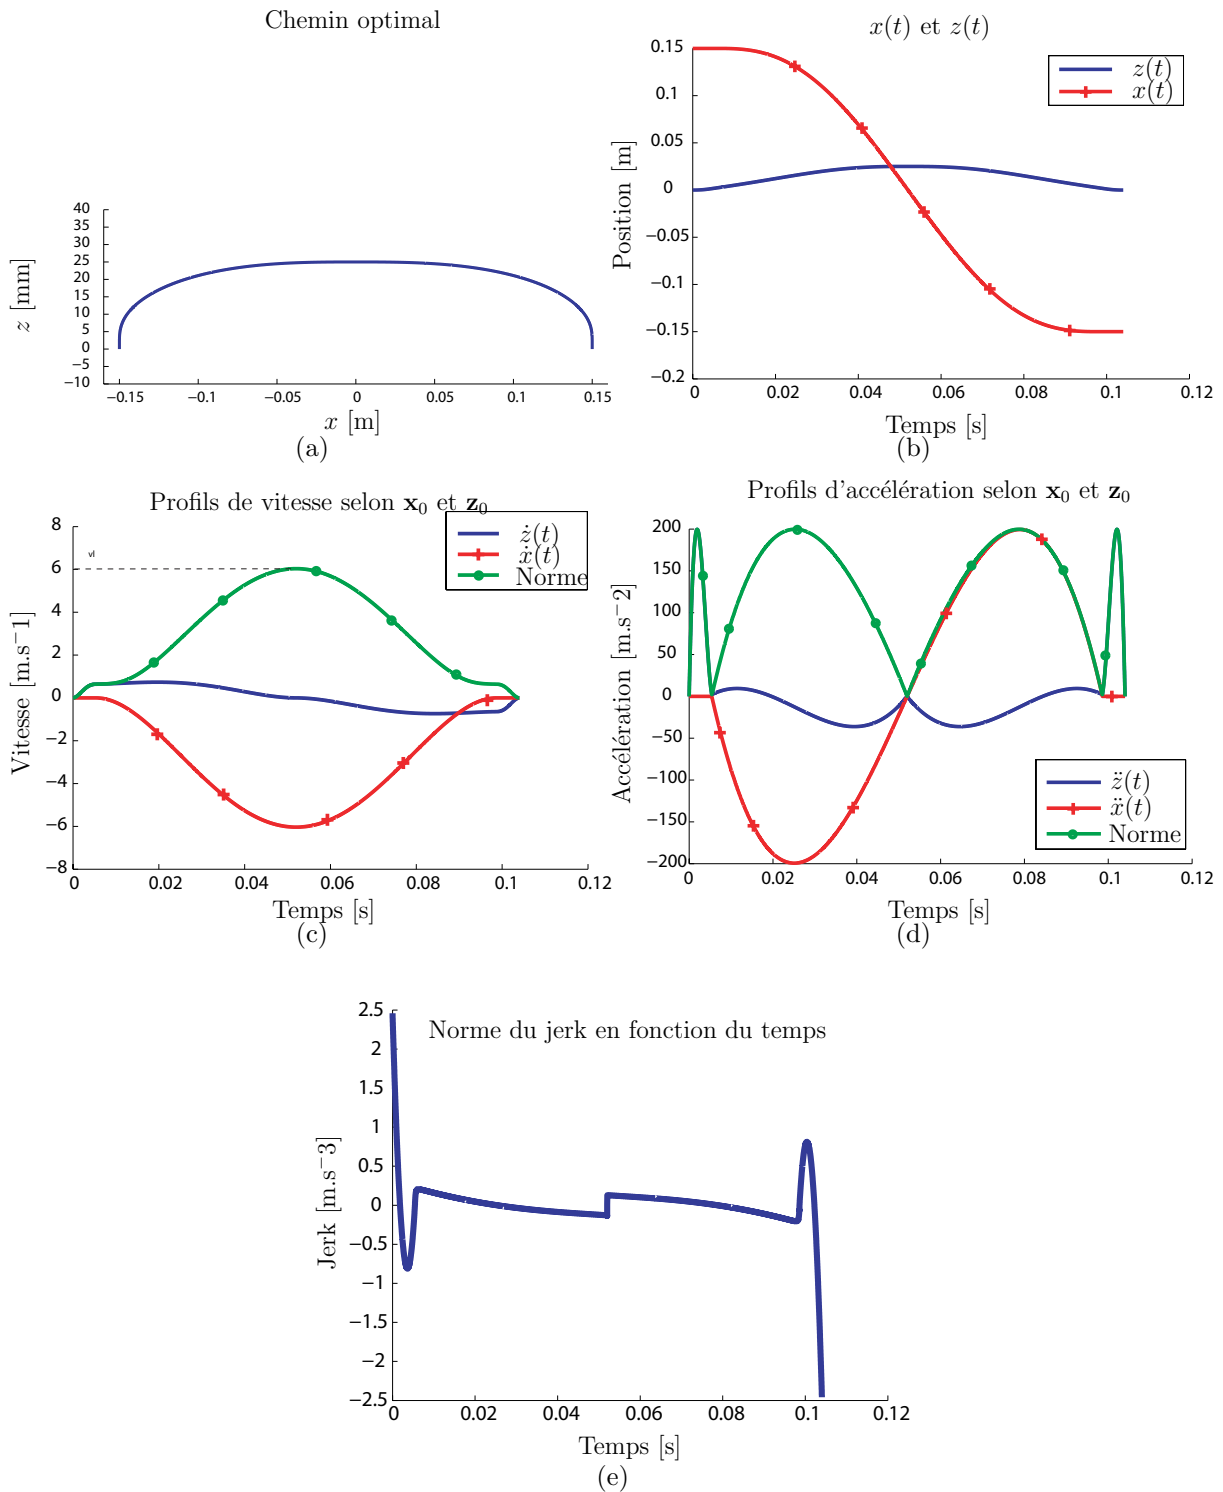 Chemin optimal
40
35
30
25
20
15
10
5
0
−5
−10
z [mm]
−0.15 −0.1 −0.05 0 0.05 0.1 0.15
x [m]
(a)
x(t) et z(t)
z(t)
x(t)
0.15
0.1
0.05
0
−0.05
−0.1
−0.15
−0.2
Position [m]
0 0.02 0.04 0.06 0.08 0.1 0.12
Temps [s]
(b)
Profils de vitesse selon x₀ et z₀
ż(t)
ẋ(t)
Norme
vl
8
6
4
2
0
−2
−4
−6
−8
Vitesse [m.s−1]
0 0.02 0.04 0.06 0.08 0.1 0.12
Temps [s]
(c)
Profils d'accélération selon x₀ et z₀
200
150
100
50
0
−50
−100
−150
−200
Accélération [m.s−2]
z̈(t)
ẍ(t)
Norme
0 0.02 0.04 0.06 0.08 0.1 0.12
Temps [s]
(d)
Norme du jerk en fonction du temps
2.5
2
1.5
1
0.5
0
−0.5
−1
−1.5
−2
−2.5
Jerk [m.s−3]
0 0.02 0.04 0.06 0.08 0.1 0.12
Temps [s]
(e)